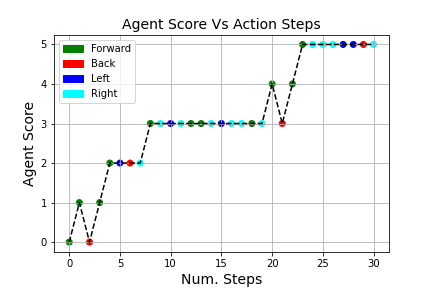 Agent Score Vs Action Steps
5
4
3
2
1
0
Agent Score
Forward
Back
Left
Right
0 5 10 15 20 25 30
Num. Steps